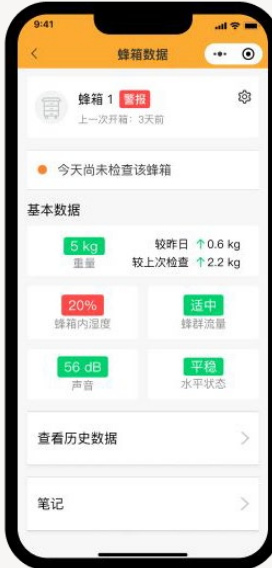 9:41
蜂箱数据
蜂箱 1 警报
上一次开箱：3天前
今天尚未检查该蜂箱
基本数据
5 kg
重量
较昨日 ↑0.6 kg
较上次检查 ↑2.2 kg
20%
蜂箱内湿度
适中
蜂群流量
56 dB
声音
平稳
水平状态
查看历史数据
笔记